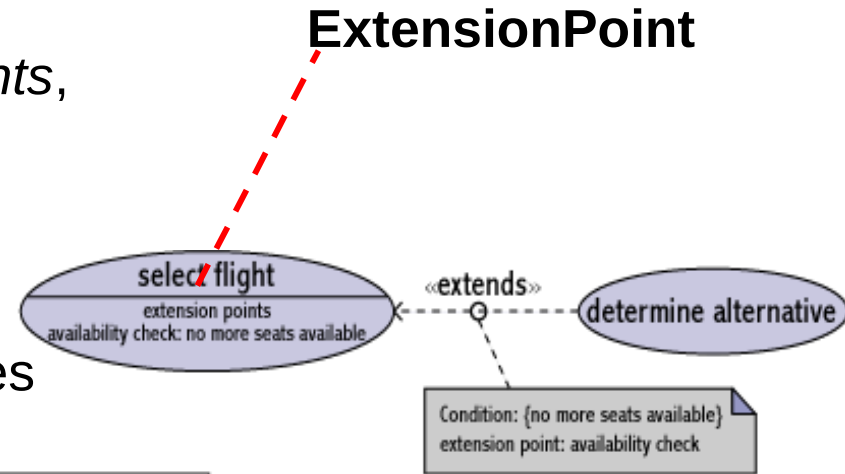 ExtensionPoint
nts,
select flight
extension points
availability check: no more seats available
«extends»
determine alternative
es
Condition: {no more seats available}
extension point: availability check